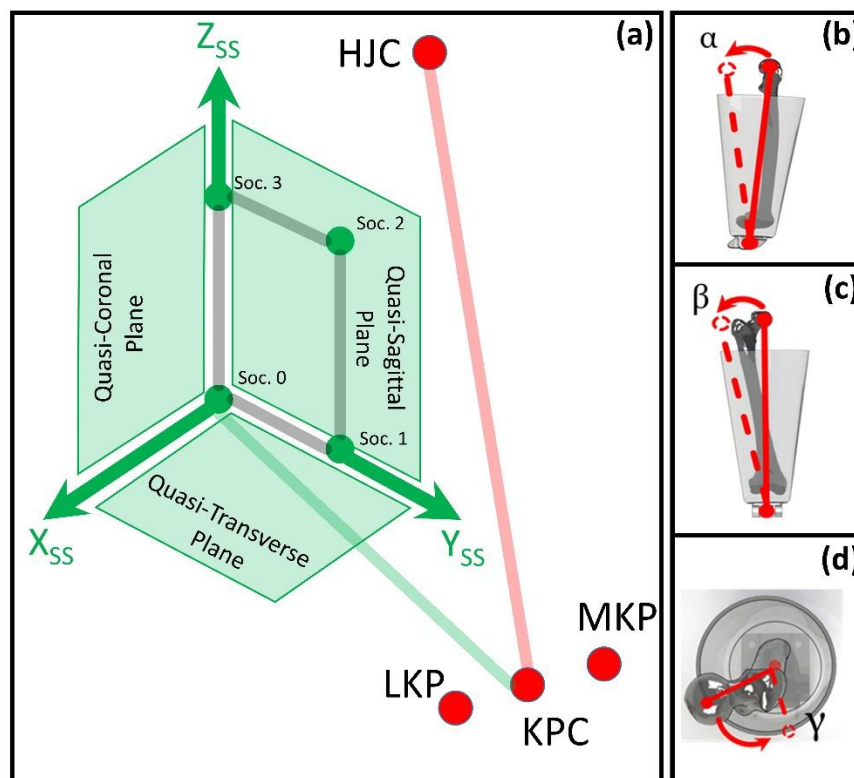 (a)
Z_SS
HJC
Soc. 3
Soc. 2
Quasi-Coronal
Plane
Quasi-Sagittal
Plane
Soc. 0
Soc. 1
Quasi-Transverse
Plane
X_SS
Y_SS
MKP
LKP
KPC
(b)
α
(c)
β
(d)
γ